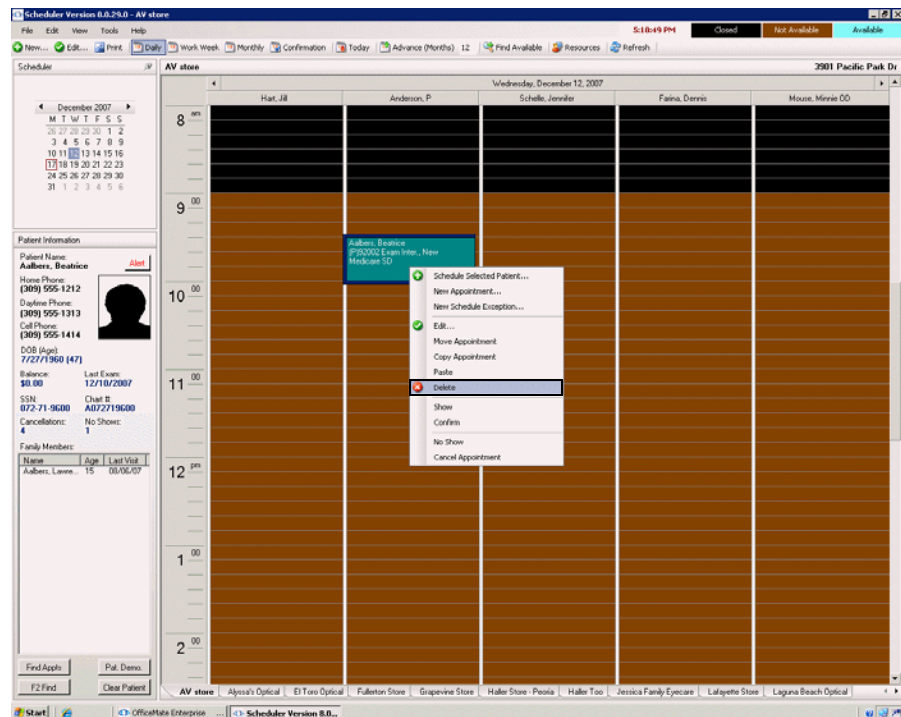 Scheduler Version 8.0.29.0 - AV store
File Edit View Tools Help
5:10:49 PM Closed Not Available Available
New... Edit... Print Daily Work Week Monthly Confirmation Today Advance (Months) 12 Find Available Resources Refresh
Scheduler AV store 3901 Pacific Park Dr
Wednesday, December 12, 2007
Hart, Jill Anderson, P Schelle, Jennifer Farina, Dennis Mouse, Minnie OD
December 2007
M T W T F S S
26 27 28 29 30 1 2
3 4 5 6 7 8 9
10 11 12 13 14 15 16
17 18 19 20 21 22 23
24 25 26 27 28 29 30
31 1 2 3 4 5 6
8 am
9 00
10 00
11 00
12 pm
1 00
2 00
Aalbers, Beatrice
(P)92002 Exam Inter., New
Medicare SD
Schedule Selected Patient...
New Appointment...
New Schedule Exception...
Edit...
Move Appointment
Copy Appointment
Paste
Delete
Show
Confirm
No Show
Cancel Appointment
Patient Information
Patient Name:
Aalbers, Beatrice Alert
Home Phone:
(309) 555-1212
Daytime Phone:
(309) 555-1313
Cell Phone:
(309) 555-1414
DOB (Age):
7/27/1960 (47)
Balance: Last Exam:
$0.00 12/10/2007
SSN: Chart #:
072-71-9600 A072719600
Cancellations: No Shows:
4 1
Family Members:
Name Age Last Visit
Aalbers, Lawre... 15 08/06/07
Find Appts Pat. Demo.
F2 Find Clear Patient
AV store Alyssa's Optical El Toro Optical Fullerton Store Grapevine Store Haller Store - Peoria Haller Too Jessica Family Eyecare Lafayette Store Laguna Beach Optical
Start OfficeMate Enterprise ... Scheduler Version 8.0...